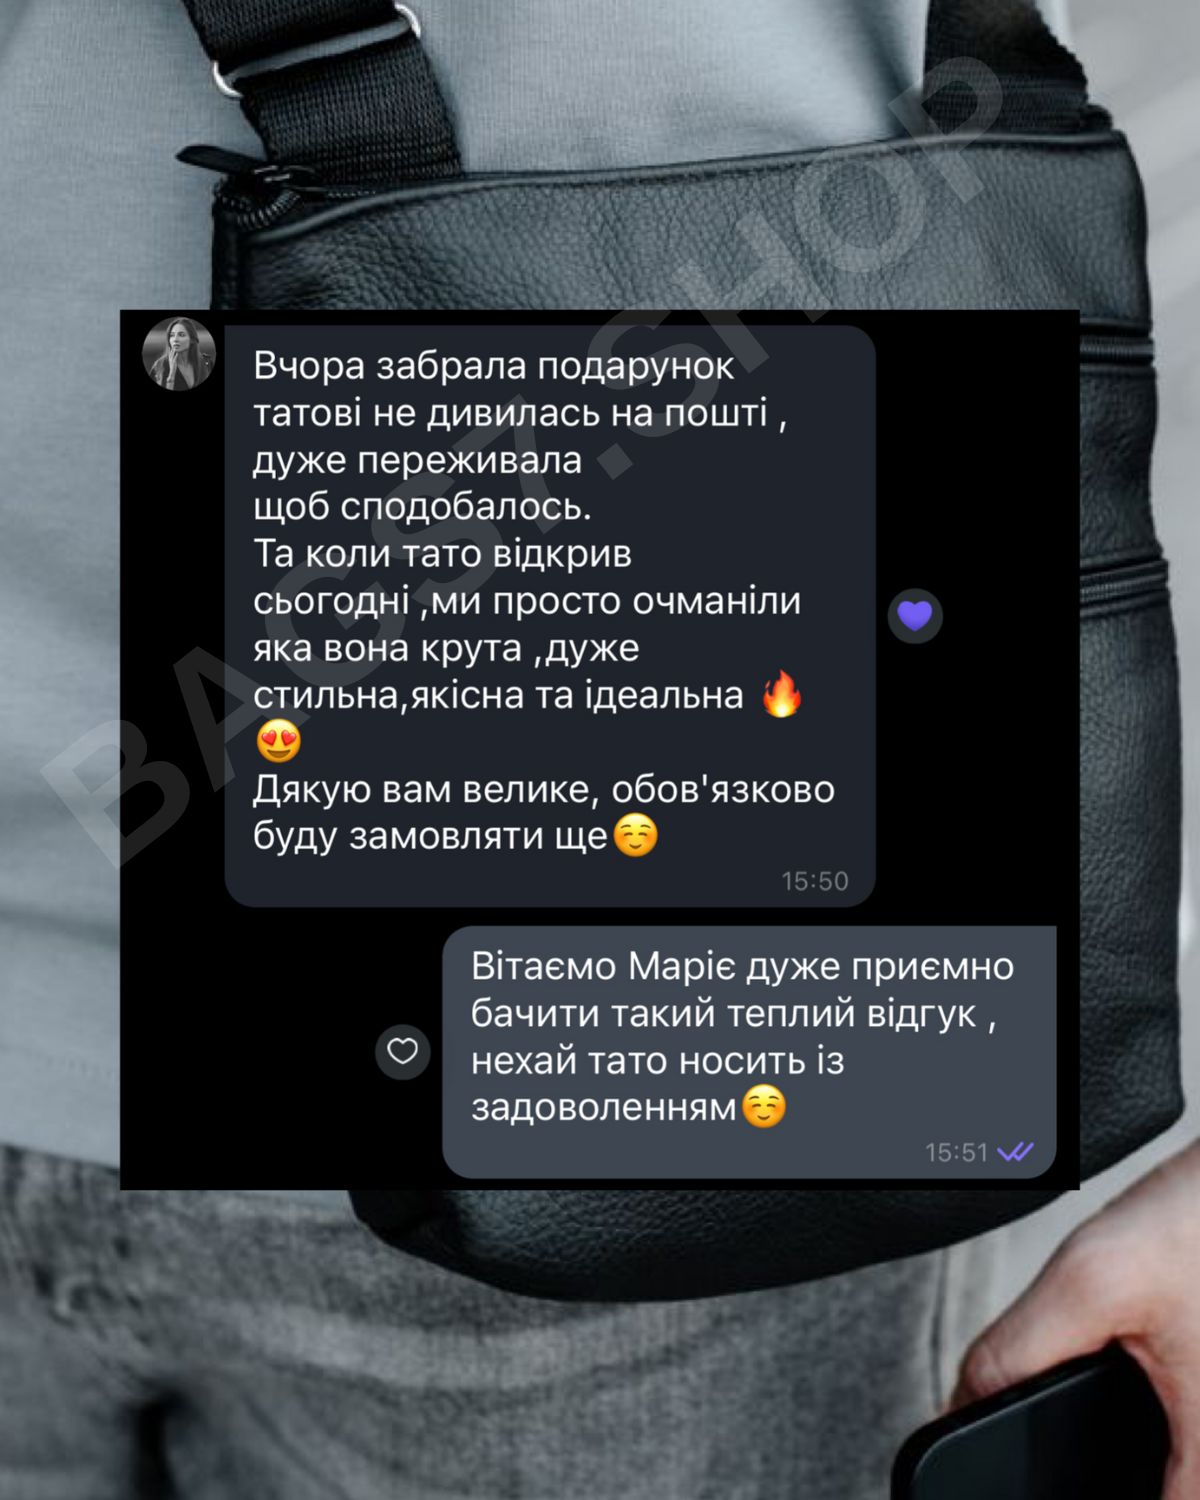 BAGS7.SHOP
Вчора забрала подарунок
татові не дивилась на пошті ,
дуже переживала
щоб сподобалось.
Та коли тато відкрив
сьогодні ,ми просто очманіли
яка вона крута ,дуже
стильна,якісна та ідеальна 🔥
😍
Дякую вам велике, обов'язково
буду замовляти ще☺️
15:50
Вітаємо Маріє дуже приємно
бачити такий теплий відгук ,
нехай тато носить із
задоволенням☺️
15:51